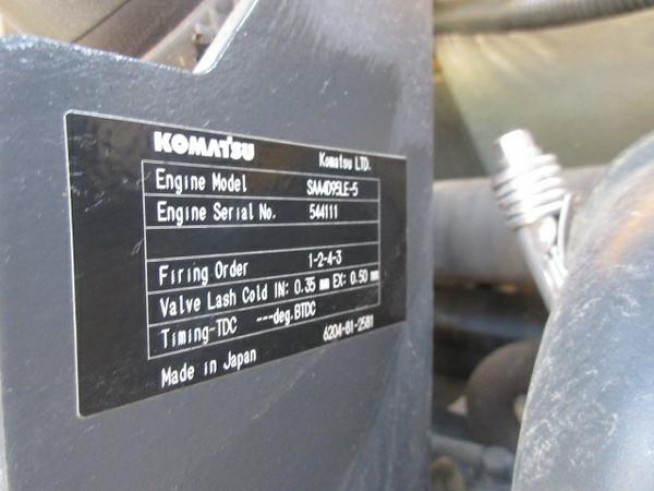 KOMATSU Komatsu LTD.
Engine Model SAA4D95LE-5
Engine Serial No. 544111
Firing Order 1-2-4-3
Valve Lash Cold IN: 0.35 mm EX: 0.50 mm
Timing-TDC ---deg.BTDC
Made in Japan 6204-81-2581